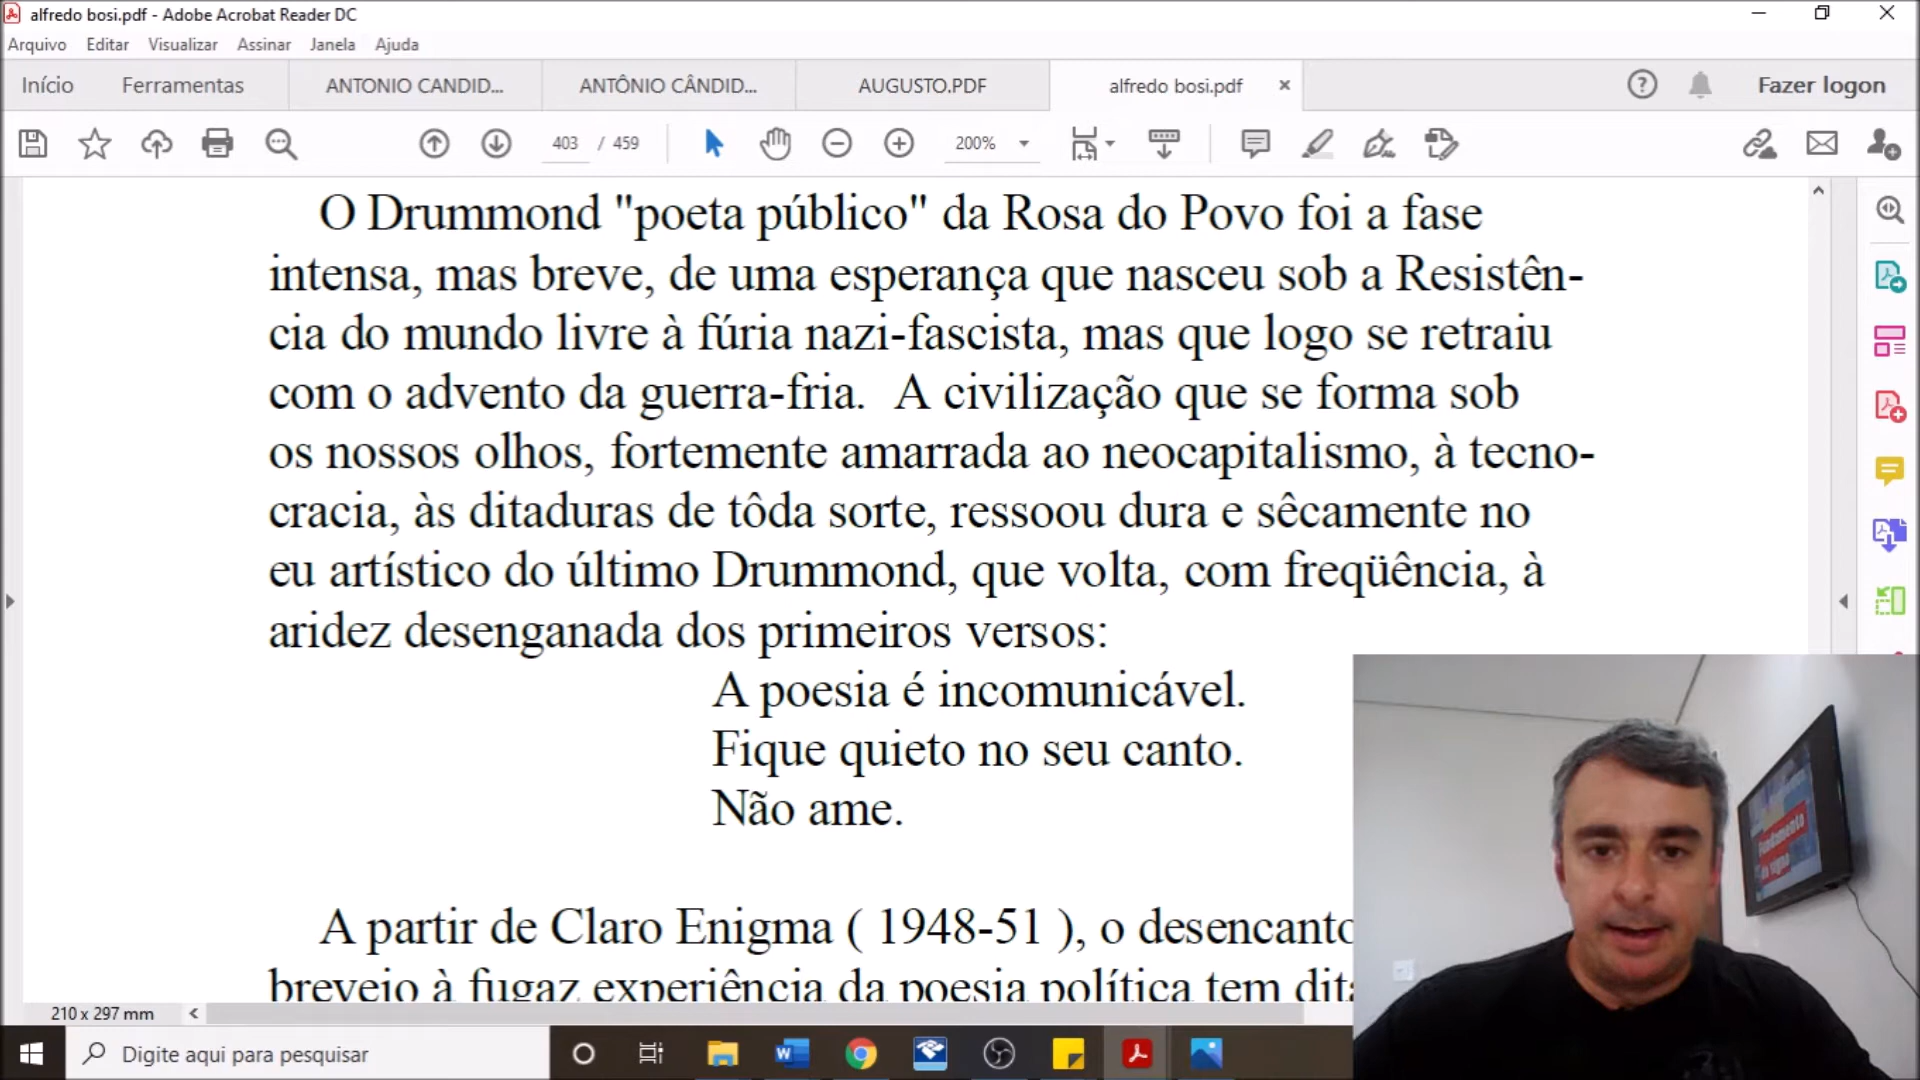 alfredo bosi.pdf - Adobe Acrobat Reader DC
Arquivo Editar Visualizar Assinar Janela Ajuda
Início Ferramentas ANTONIO CANDID... ANTÔNIO CÂNDID... AUGUSTO.PDF alfredo bosi.pdf × Fazer logon
403 / 459 200%
O Drummond "poeta público" da Rosa do Povo foi a fase
intensa, mas breve, de uma esperança que nasceu sob a Resistên-
cia do mundo livre à fúria nazi-fascista, mas que logo se retraiu
com o advento da guerra-fria. A civilização que se forma sob
os nossos olhos, fortemente amarrada ao neocapitalismo, à tecno-
cracia, às ditaduras de tôda sorte, ressoou dura e sêcamente no
eu artístico do último Drummond, que volta, com freqüência, à
aridez desenganada dos primeiros versos:
A poesia é incomunicável.
Fique quieto no seu canto.
Não ame.
A partir de Claro Enigma ( 1948-51 ), o desencanto
breveio à fugaz experiência da poesia política tem dita
Fundamento
do signo
210 x 297 mm
Digite aqui para pesquisar